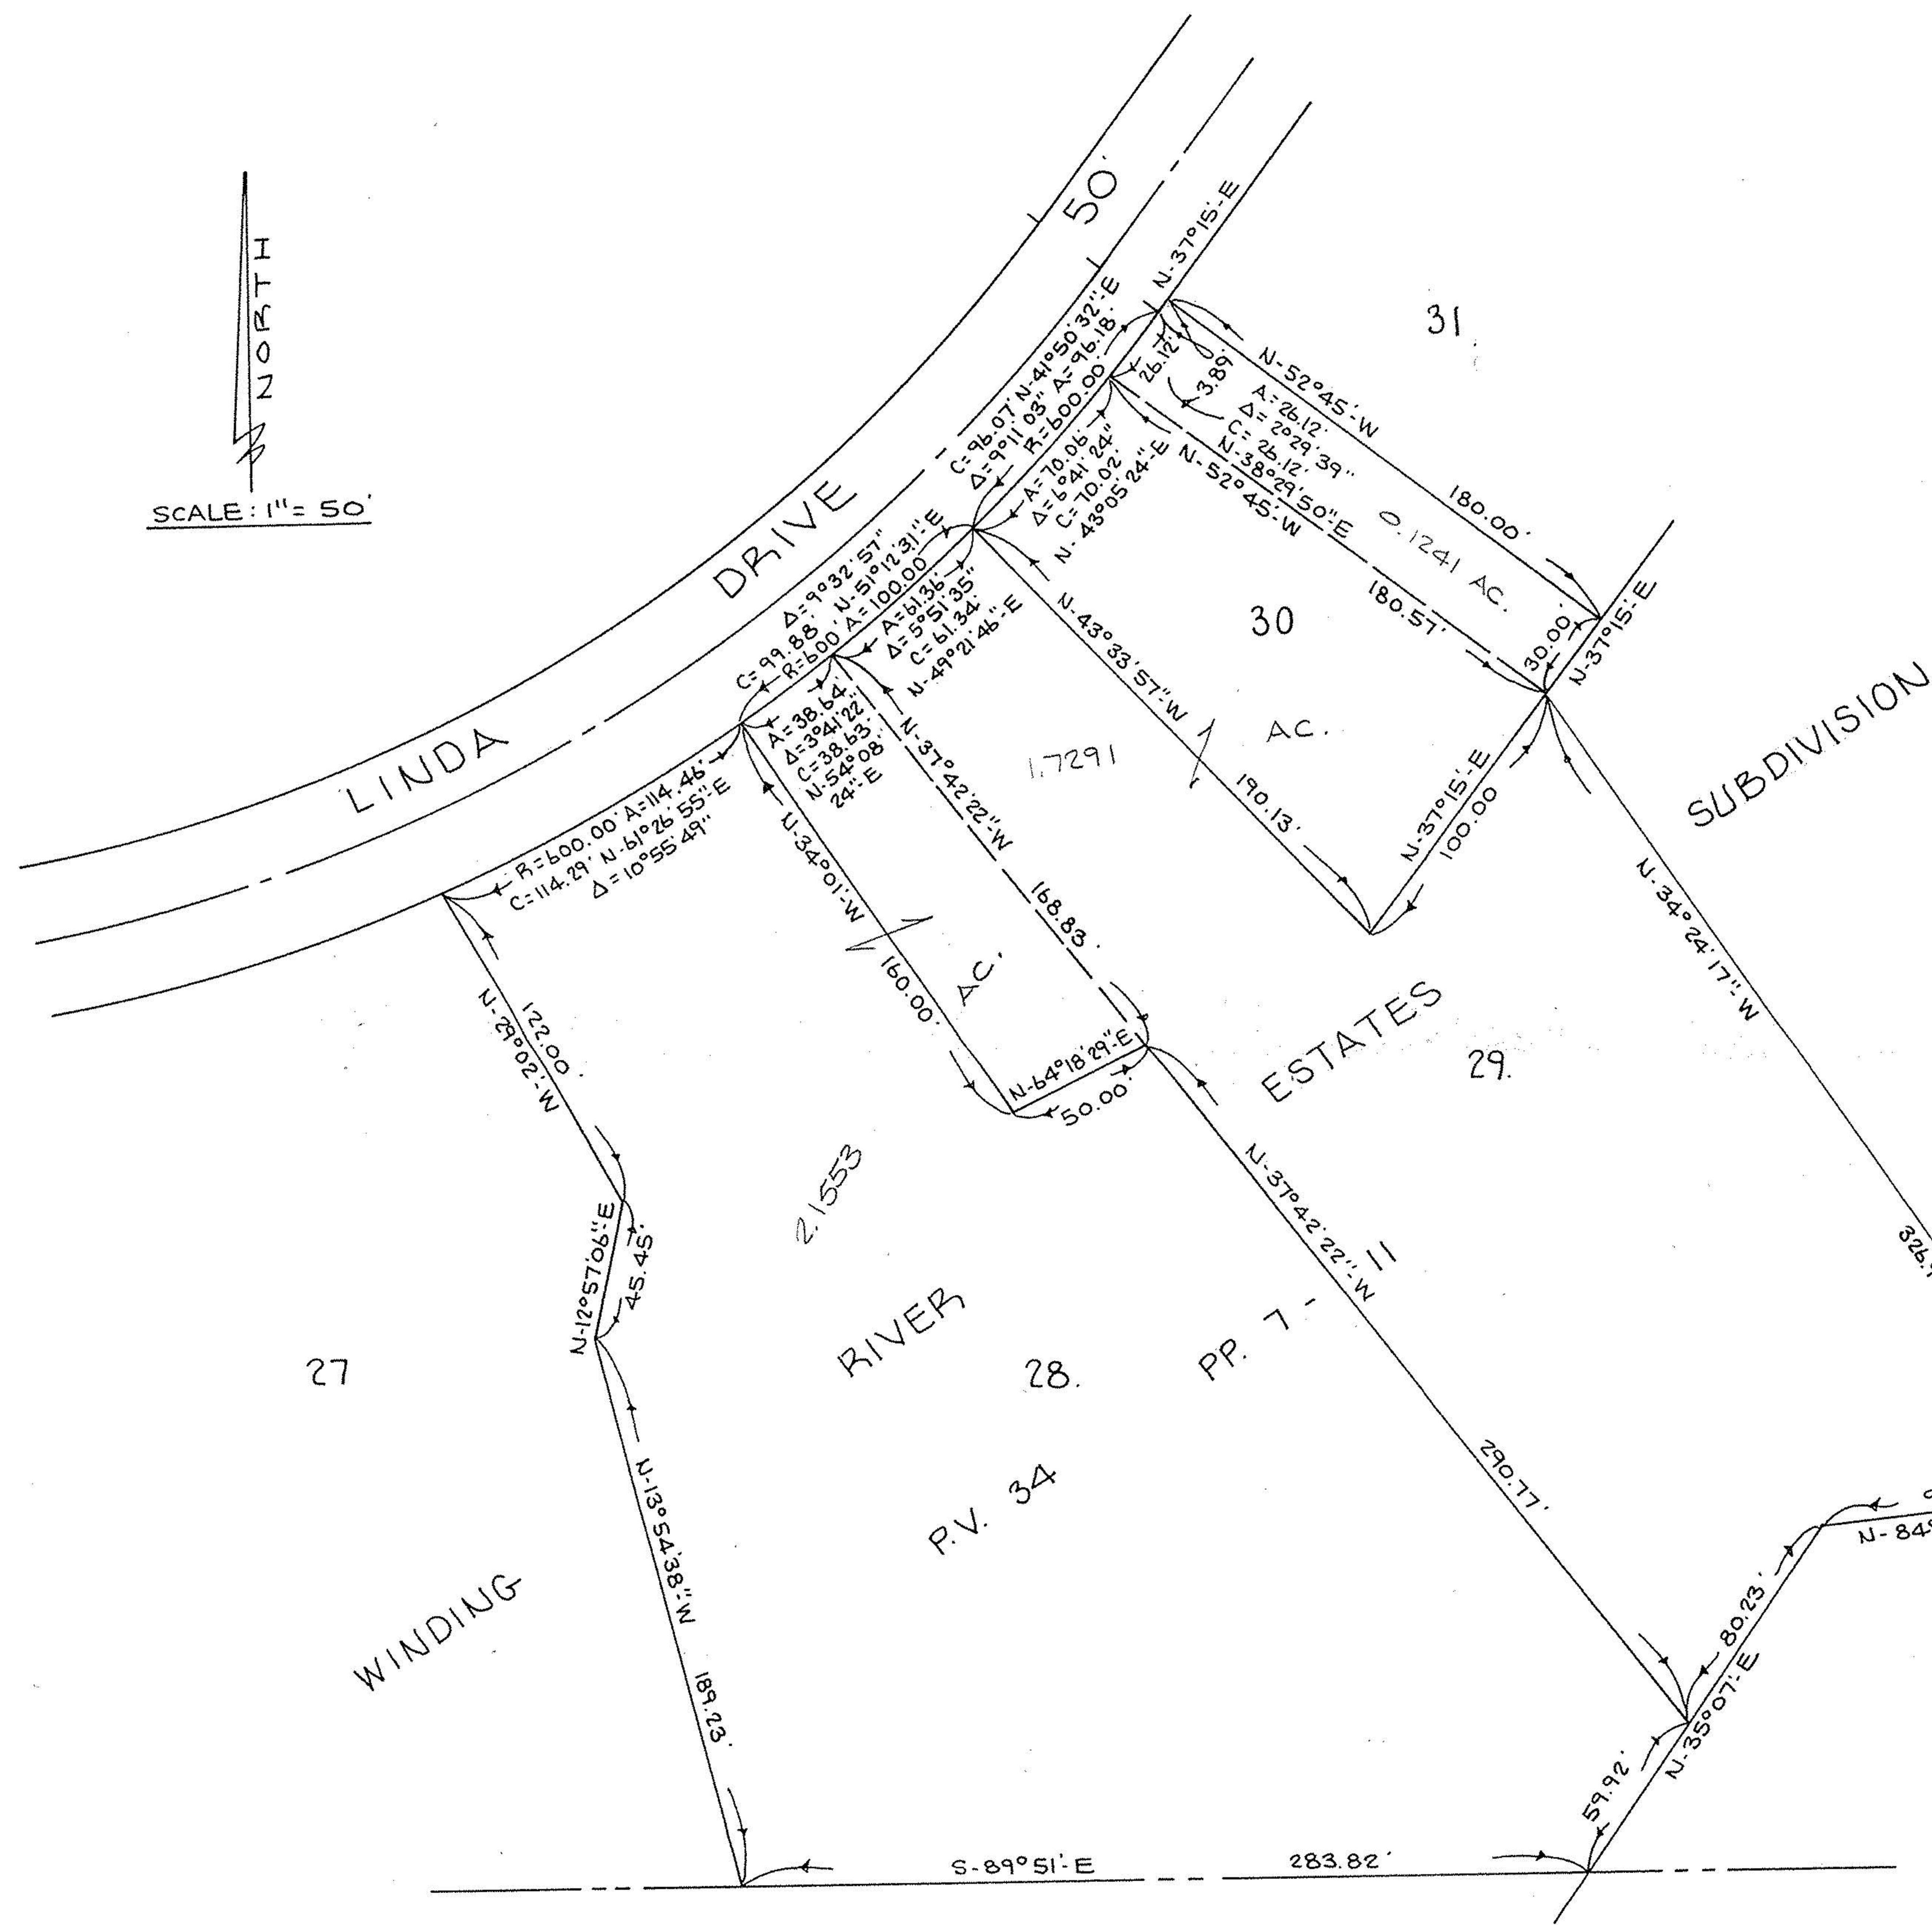 NORTH
SCALE: 1"= 50'
LINDA
DRIVE
50'
N-37°15'-E
31.
C= 96.07' N-41°50'32"-E
Δ= 9°11'03" A= 96.18'
R=600.00'
26.12'
3.89'
N-52°45'-W
180.00'
A=26.12'
Δ= 2°29'39"
C= 26.12'
N-38°29'50"E
0.1241 AC.
A=70.06'
Δ= 6°41'24"
C=70.02'
N-43°05'24"-E
N-52°45'-W
180.57'
30.00'
N-37°15'-E
Δ= 9°32'57"
C= 99.88' N-51°12'31"-E
R=600' A=100.00'
A=61.36'
Δ= 5°51'35"
C= 61.34'
N-49°21'46"-E
30
AC.
1.7291
N-43°33'57"-W
190.13'
N-37°15'-E
100.00
SUBDIVISION
A=38.64'
Δ=3°41'22"
C=38.63'
N-54°08'
24"-E
R=600.00' A=114.46'
C=114.29' N-61°26'55"-E
Δ=10°55'49"
N-37°42'22"-W
168.83'
N-34°01'-W
160.00'
AC.
N-64°18'29"-E
50.00'
N-34°24'17"-W
ESTATES
29.
122.00'
N-29°02'-W
2.1553
N-12°57'06"-E
45.45'
N-37°42'22"-W
290.77'
27
RIVER
28.
PP. 7 - 11
P.V. 34
N-13°54'38"-W
189.23'
WINDING
80.23'
N-35°07'-E
59.92'
S-89°51'-E 283.82'